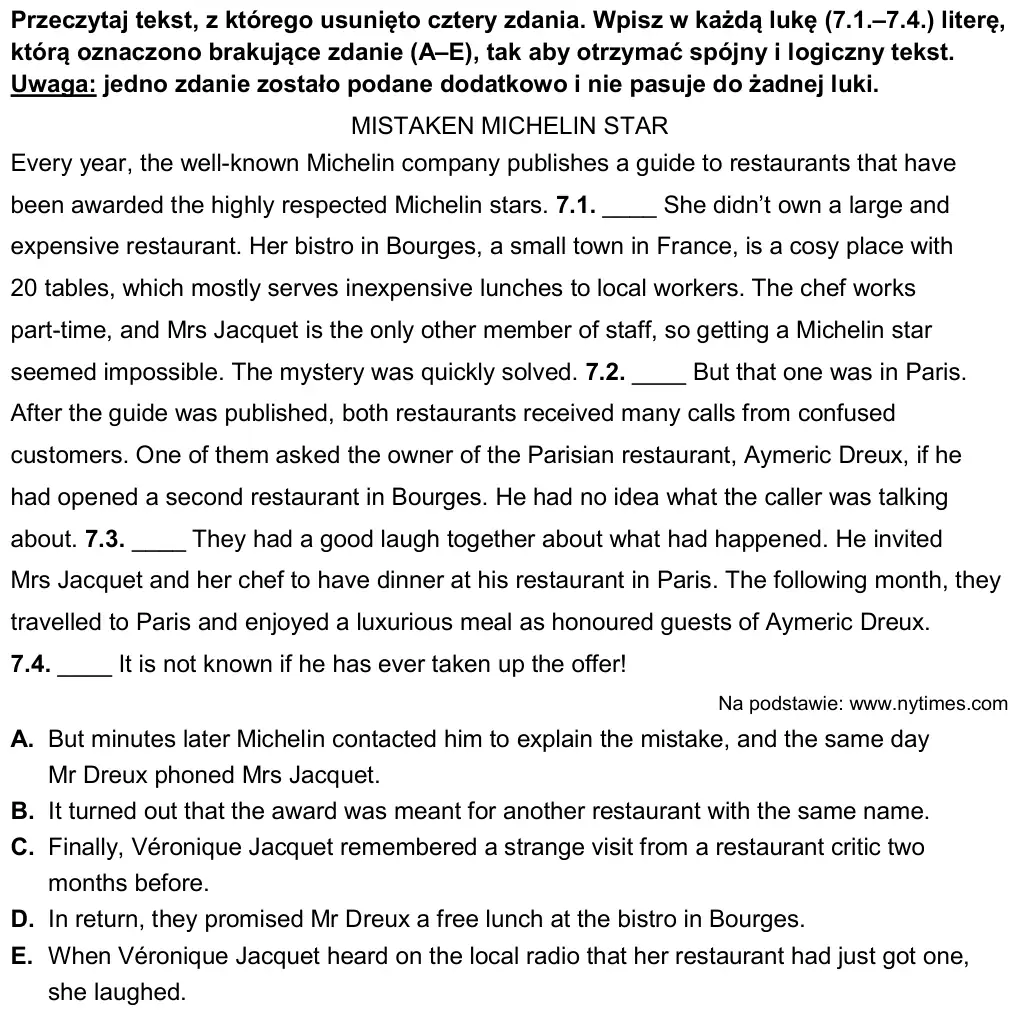 Przeczytaj tekst, z którego usunięto cztery zdania. Wpisz w każdą lukę (7.1.–7.4.) literę,
którą oznaczono brakujące zdanie (A–E), tak aby otrzymać spójny i logiczny tekst.
Uwaga: jedno zdanie zostało podane dodatkowo i nie pasuje do żadnej luki.
MISTAKEN MICHELIN STAR
Every year, the well-known Michelin company publishes a guide to restaurants that have
been awarded the highly respected Michelin stars. 7.1. ____ She didn’t own a large and
expensive restaurant. Her bistro in Bourges, a small town in France, is a cosy place with
20 tables, which mostly serves inexpensive lunches to local workers. The chef works
part-time, and Mrs Jacquet is the only other member of staff, so getting a Michelin star
seemed impossible. The mystery was quickly solved. 7.2. ____ But that one was in Paris.
After the guide was published, both restaurants received many calls from confused
customers. One of them asked the owner of the Parisian restaurant, Aymeric Dreux, if he
had opened a second restaurant in Bourges. He had no idea what the caller was talking
about. 7.3. ____ They had a good laugh together about what had happened. He invited
Mrs Jacquet and her chef to have dinner at his restaurant in Paris. The following month, they
travelled to Paris and enjoyed a luxurious meal as honoured guests of Aymeric Dreux.
7.4. ____ It is not known if he has ever taken up the offer!
Na podstawie: www.nytimes.com
A. But minutes later Michelin contacted him to explain the mistake, and the same day
Mr Dreux phoned Mrs Jacquet.
B. It turned out that the award was meant for another restaurant with the same name.
C. Finally, Véronique Jacquet remembered a strange visit from a restaurant critic two
months before.
D. In return, they promised Mr Dreux a free lunch at the bistro in Bourges.
E. When Véronique Jacquet heard on the local radio that her restaurant had just got one,
she laughed.